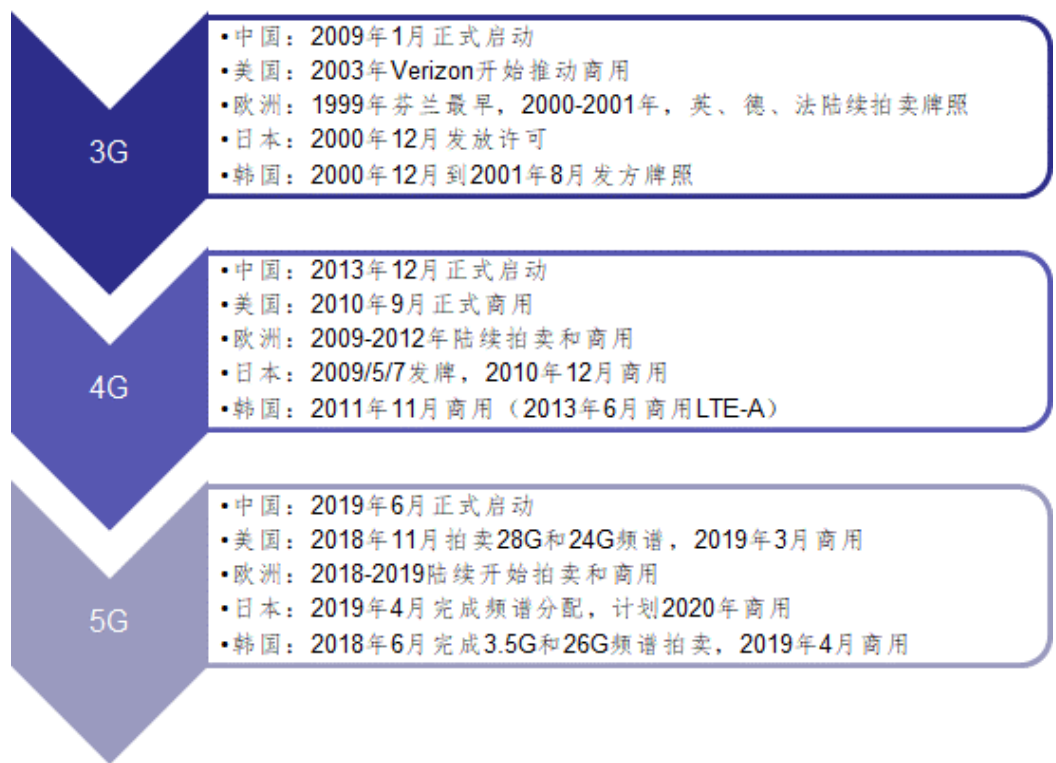 3G
•中国：2009年1月正式启动
•美国：2003年Verizon开始推动商用
•欧洲：1999年芬兰最早，2000-2001年，英、德、法陆续拍卖牌照
•日本：2000年12月发放许可
•韩国：2000年12月到2001年8月发方牌照
4G
•中国：2013年12月正式启动
•美国：2010年9月正式商用
•欧洲：2009-2012年陆续拍卖和商用
•日本：2009/5/7发牌，2010年12月商用
•韩国：2011年11月商用（2013年6月商用LTE-A）
5G
•中国：2019年6月正式启动
•美国：2018年11月拍卖28G和24G频谱，2019年3月商用
•欧洲：2018-2019陆续开始拍卖和商用
•日本：2019年4月完成频谱分配，计划2020年商用
•韩国：2018年6月完成3.5G和26G频谱拍卖，2019年4月商用